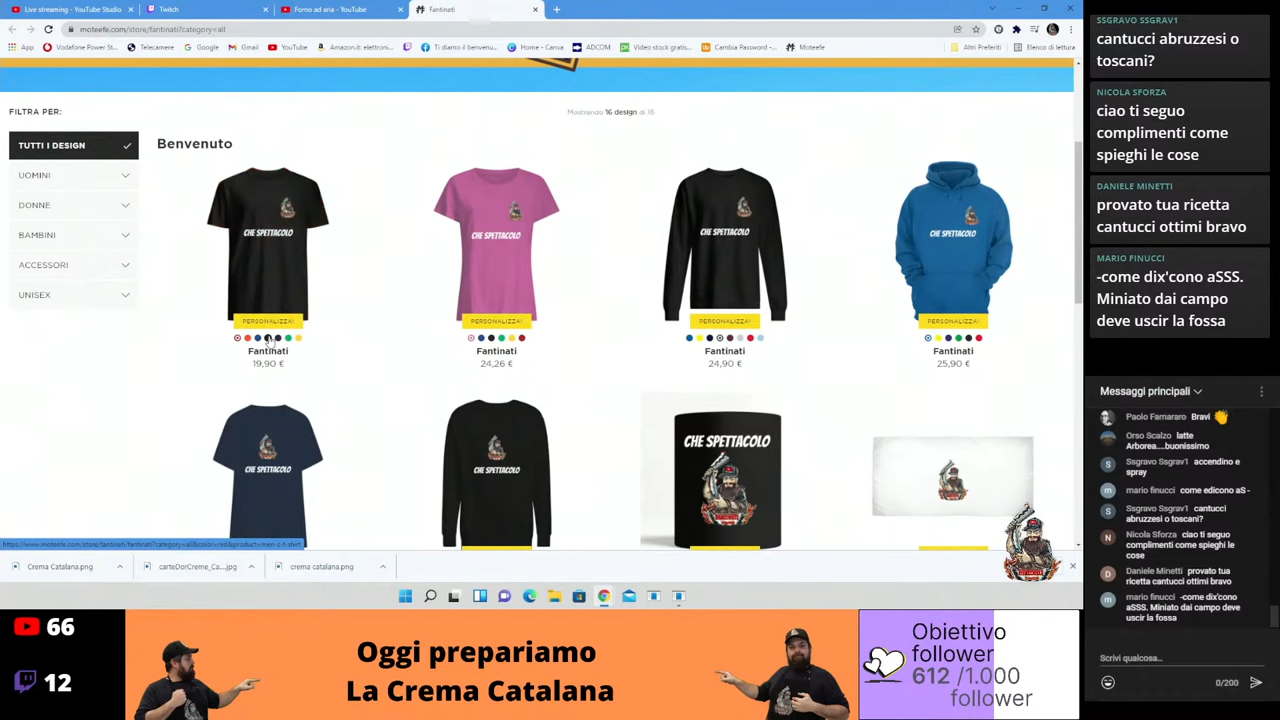 Live streaming - YouTube Studio
Twitch
Forno ad aria - YouTube
Fantinati
moteefe.com/store/fantinati?category=all
App
Vodafone Power St...
Telecamere
Google
Gmail
YouTube
Amazon.it: elettroni...
Ti diamo il benvenu...
Home - Canva
ADCOM
Video stock gratis...
Cambia Password -...
Moteefe
Altri Preferiti
Elenco di lettura
FILTRA PER:
Mostrando 16 design di 16
TUTTI I DESIGN
UOMINI
DONNE
BAMBINI
ACCESSORI
UNISEX
Benvenuto
CHE SPETTACOLO
CHE SPETTACOLO
CHE SPETTACOLO
CHE SPETTACOLO
PERSONALIZZA!
PERSONALIZZA!
PERSONALIZZA!
PERSONALIZZA!
Fantinati
19,90 €
Fantinati
24,26 €
Fantinati
24,90 €
Fantinati
25,90 €
CHE SPETTACOLO
CHE SPETTACOLO
CHE SPETTACOLO
Crema Catalana.png
carteDorCreme_Ca....jpg
crema catalana.png
66
12
Oggi prepariamo
La Crema Catalana
Obiettivo
follower
612 /1.000
follower
SSGRAVO SSGRAV1
cantucci abruzzesi o
toscani?
NICOLA SFORZA
ciao ti seguo
complimenti come
spieghi le cose
DANIELE MINETTI
provato tua ricetta
cantucci ottimi bravo
MARIO FINUCCI
-come dix'cono aSSS.
Miniato dai campo
deve uscir la fossa
Messaggi principali
Paolo Famararo Bravi
Orso Scalzo latte
Arborea....buonissimo
Ssgravo Ssgrav1 accendino e
spray
mario finucci come edicono aS -
Ssgravo Ssgrav1 cantucci
abruzzesi o toscani?
Nicola Sforza ciao ti seguo
complimenti come spieghi le
cose
Daniele Minetti provato tua
ricetta cantucci ottimi bravo
mario finucci -come dix'cono
aSSS. Miniato dai campo deve
uscir la fossa
Scrivi qualcosa...
0/200